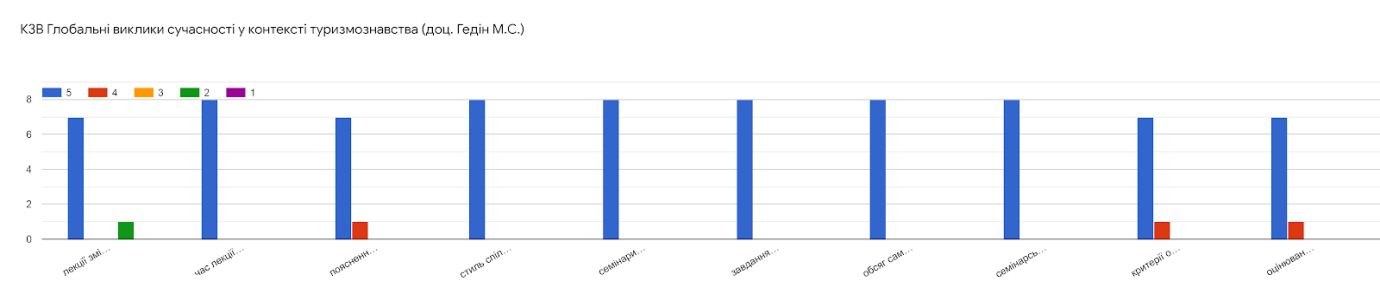 КЗВ Глобальні виклики сучасності у контексті туризмознавства (доц. Гедін М.С.)
5 4 3 2 1
8
6
4
2
0
лекції змі…
час лекції…
пояснен…
стиль спіл…
семінари…
завдання…
обсяг сам…
семінарсь…
критерії о…
оцінюван…